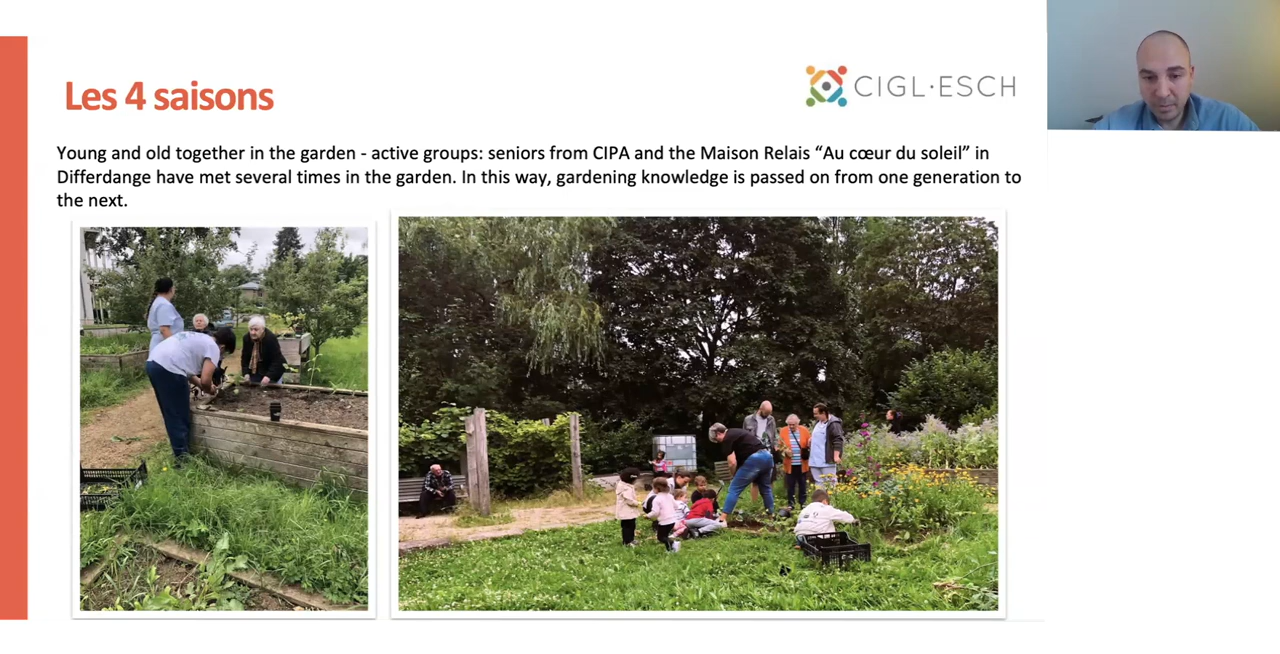 Les 4 saisons
CIGL·ESCH
Young and old together in the garden - active groups: seniors from CIPA and the Maison Relais “Au cœur du soleil” in
Differdange have met several times in the garden. In this way, gardening knowledge is passed on from one generation to
the next.